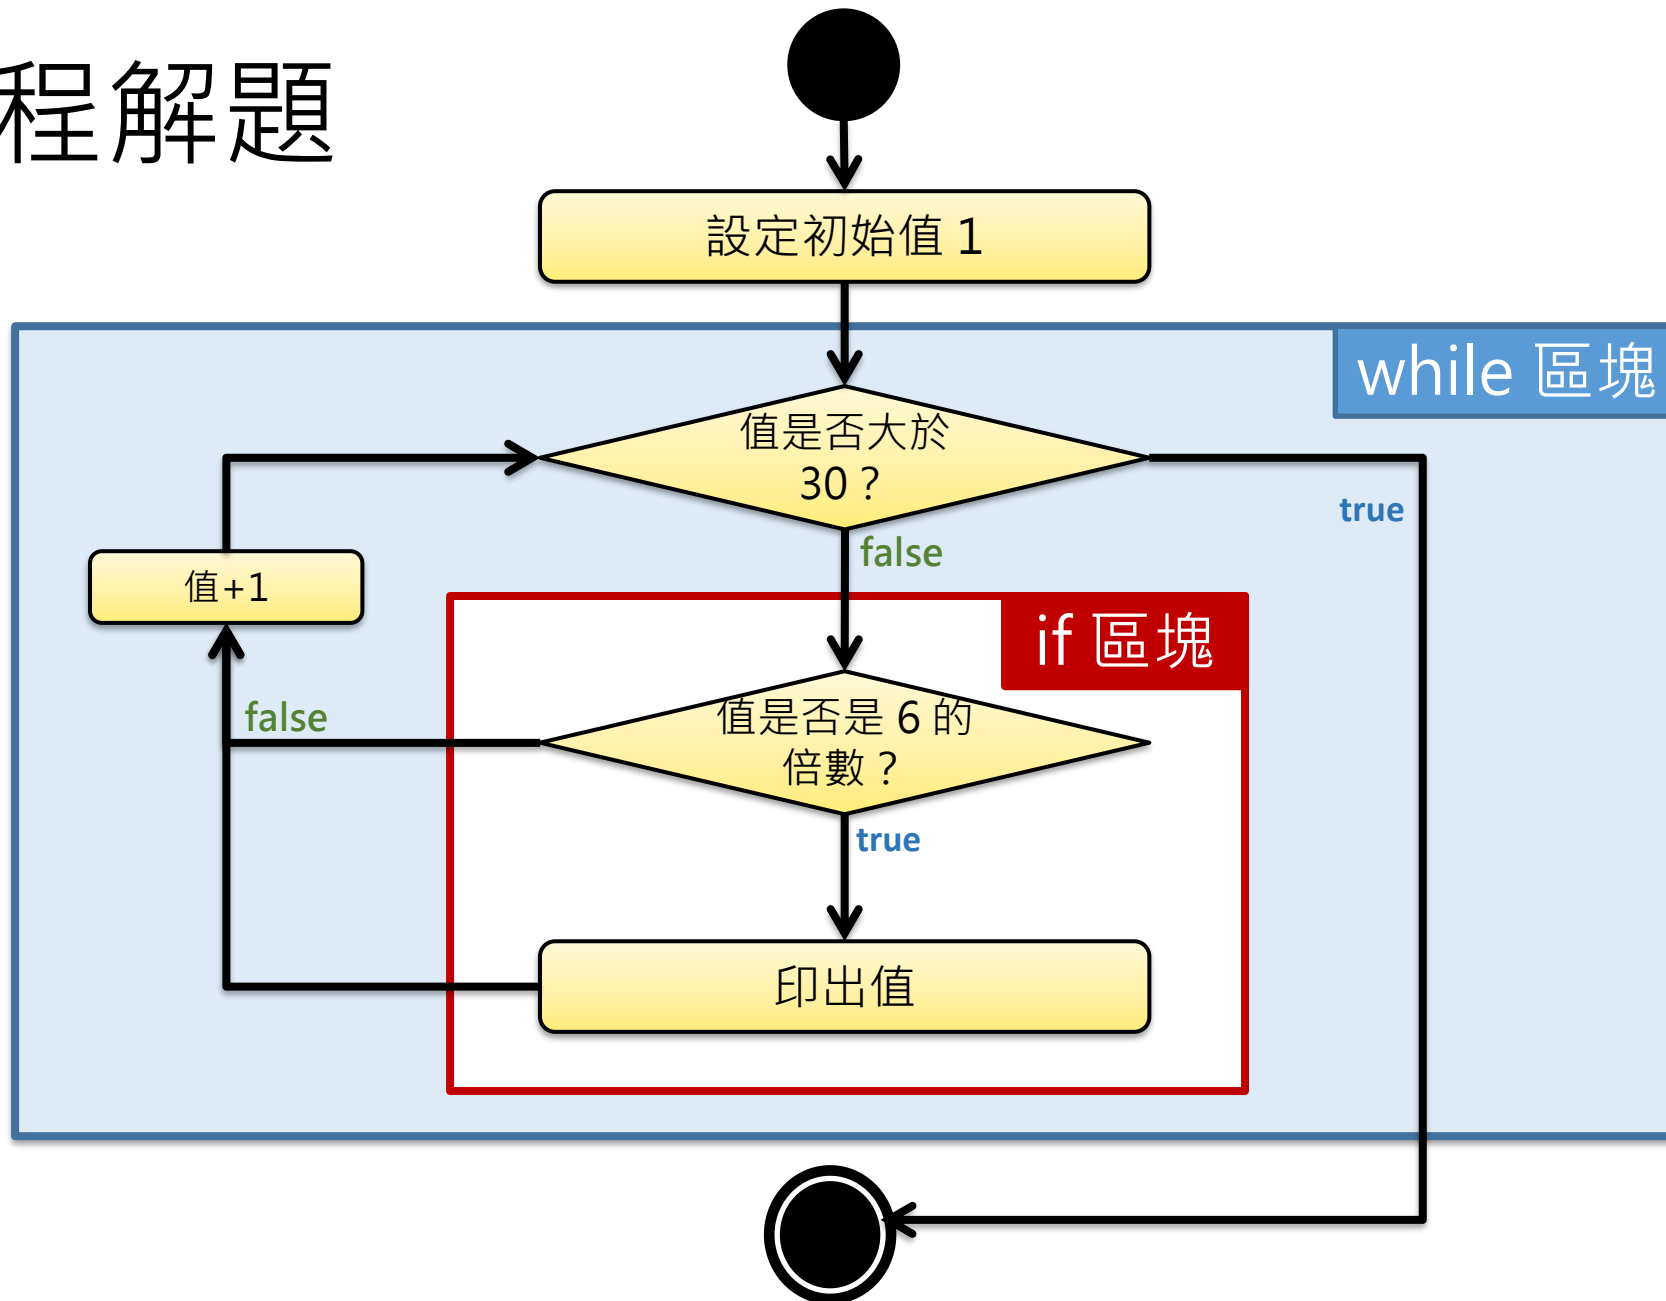 程解題
設定初始值 1
while 區塊
值是否大於
30？
true
false
值+1
if 區塊
值是否是 6 的
倍數？
false
true
印出值